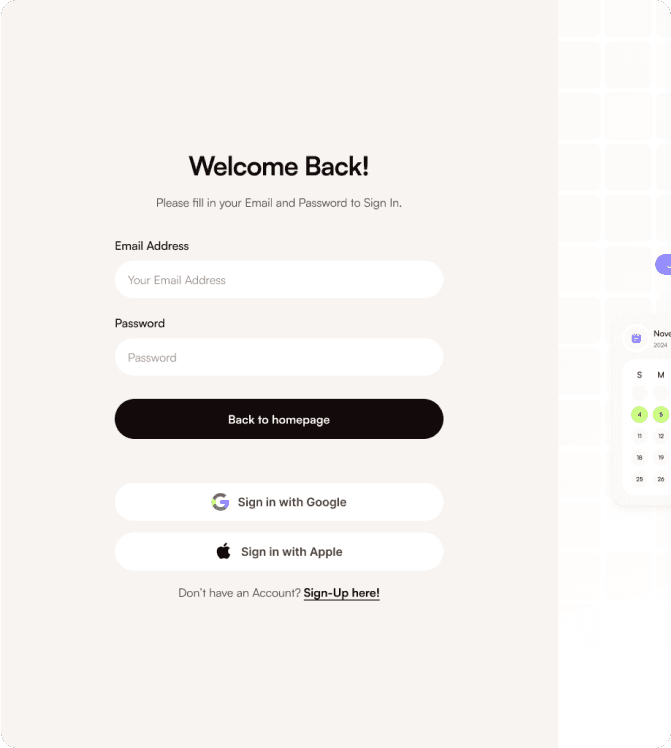 Welcome Back!
Please fill in your Email and Password to Sign In.
Email Address
Your Email Address
Password
Password
Back to homepage
Sign in with Google
Sign in with Apple
Don't have an Account? Sign-Up here!
2024
S M
4 5
11 12
18 19
25 26